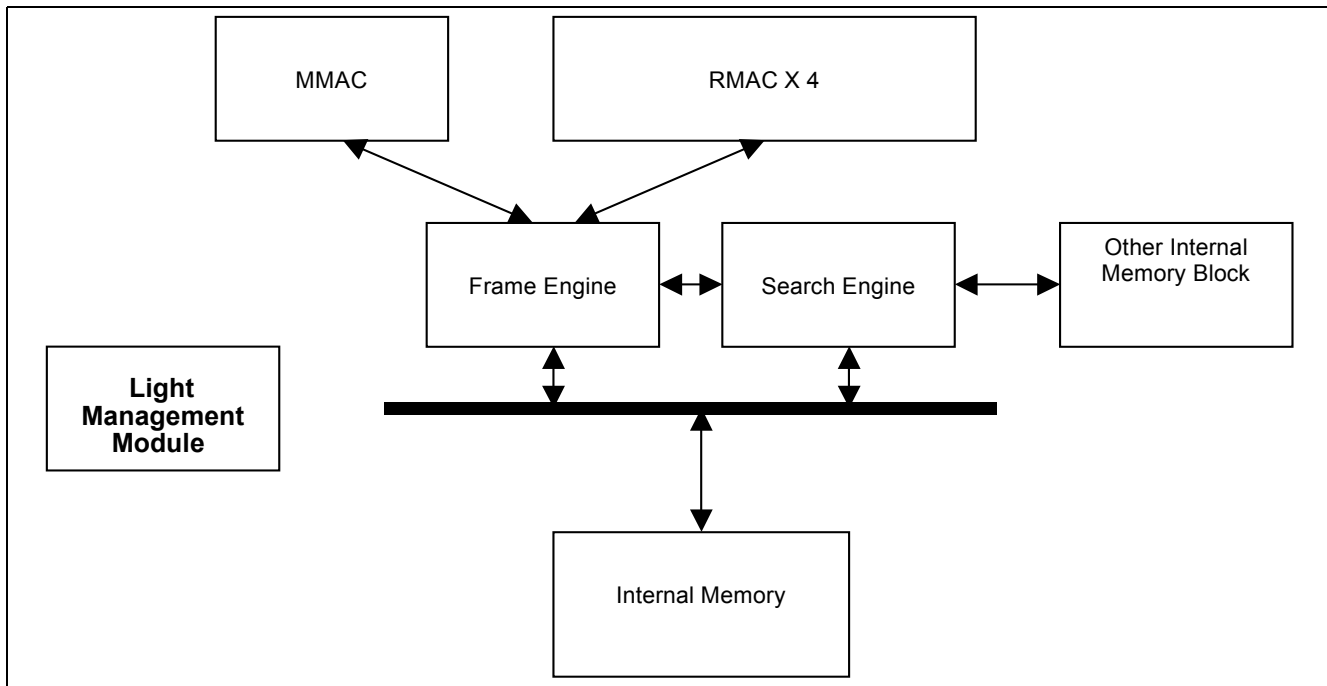 MMAC
RMAC X 4
Frame Engine
Search Engine
Other Internal
Memory Block
Light
Management
Module
Internal Memory